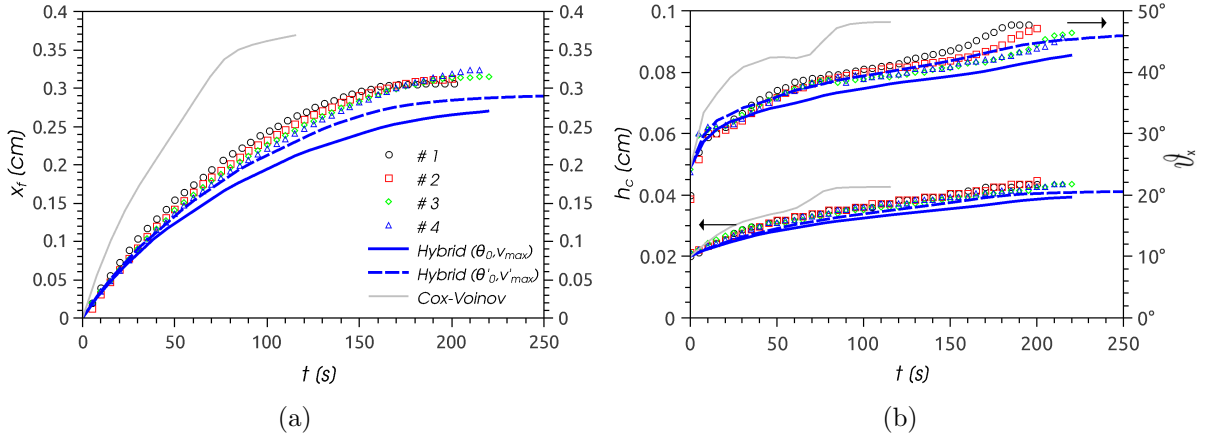 0.4
0.35
0.3
0.25
0.2
0.15
0.1
0.05
0
x_f (cm)
0.4
0.35
0.3
0.25
0.2
0.15
0.1
0.05
0
# 1
# 2
# 3
# 4
Hybrid (θ₀,v_max)
Hybrid (θ'₀,v'_max)
Cox-Voinov
0 50 100 150 200 250
t (s)
(a)
0.1
0.08
0.06
0.04
0.02
0
h_c (cm)
50°
40°
30°
20°
10°
0°
ϑ_x
0 50 100 150 200 250
t (s)
(b)